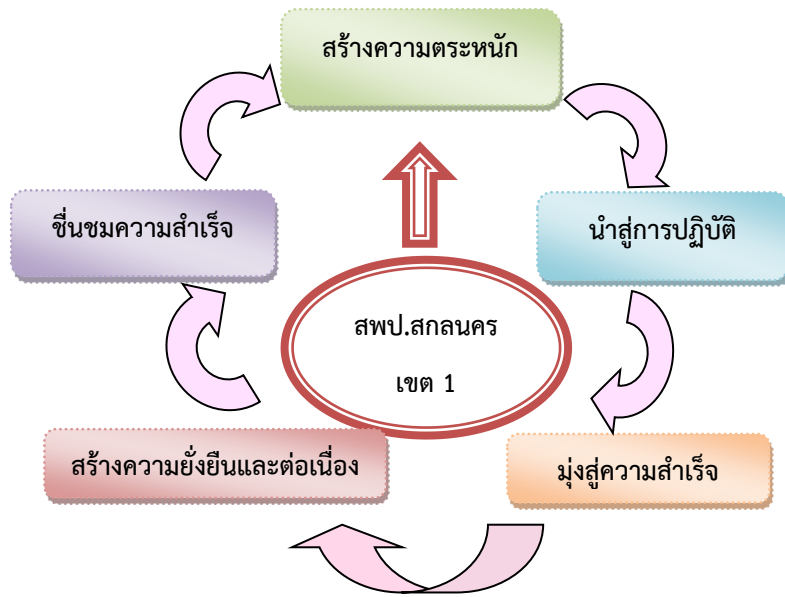 สร้างความตระหนัก
ชื่นชมความสำเร็จ
นำสู่การปฏิบัติ
สพป.สกลนคร
เขต 1
สร้างความยั่งยืนและต่อเนื่อง
มุ่งสู่ความสำเร็จ